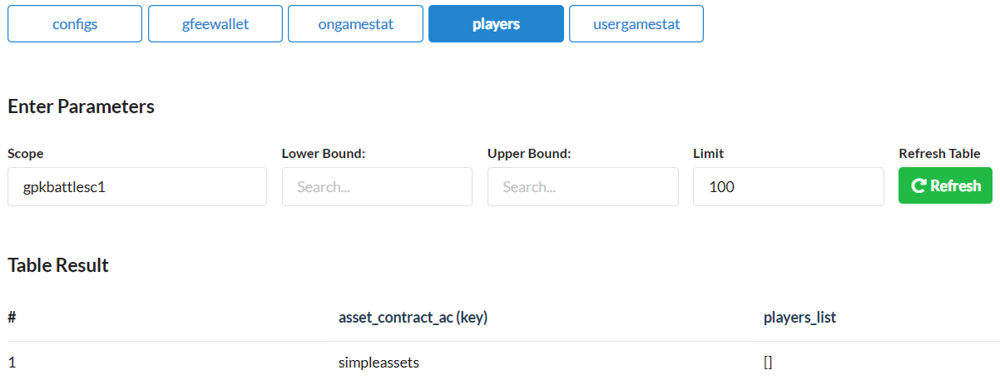 configs gfeewallet ongamestat players usergamestat
Enter Parameters
Scope Lower Bound: Upper Bound: Limit Refresh Table
gpkbattlesc1 Search... Search... 100 Refresh
Table Result
# asset_contract_ac (key) players_list
1 simpleassets []